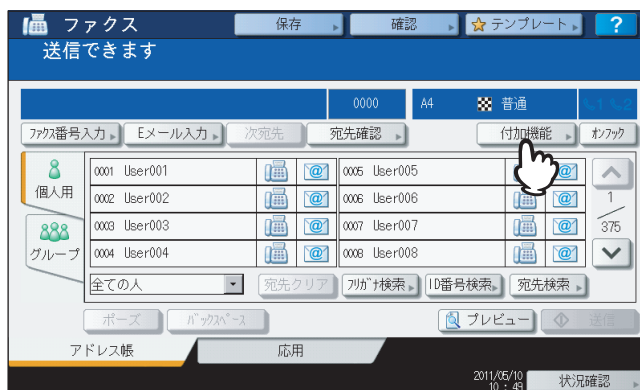 ファクス 保存 確認 テンプレート ?
送信できます
0000 A4 普通 1 2
ファクス番号入力 Eメール入力 次宛先 宛先確認 付加機能 オンフック
個人用
グループ
0001 User001 0005 User005
0002 User002 0006 User006
0003 User003 0007 User007
0004 User004 0008 User008
1
375
全ての人 宛先クリア フリガナ検索 ID番号検索 宛先検索
ポーズ バックスペース プレビュー 送信
アドレス帳 応用
2011/05/10
10：49 状況確認